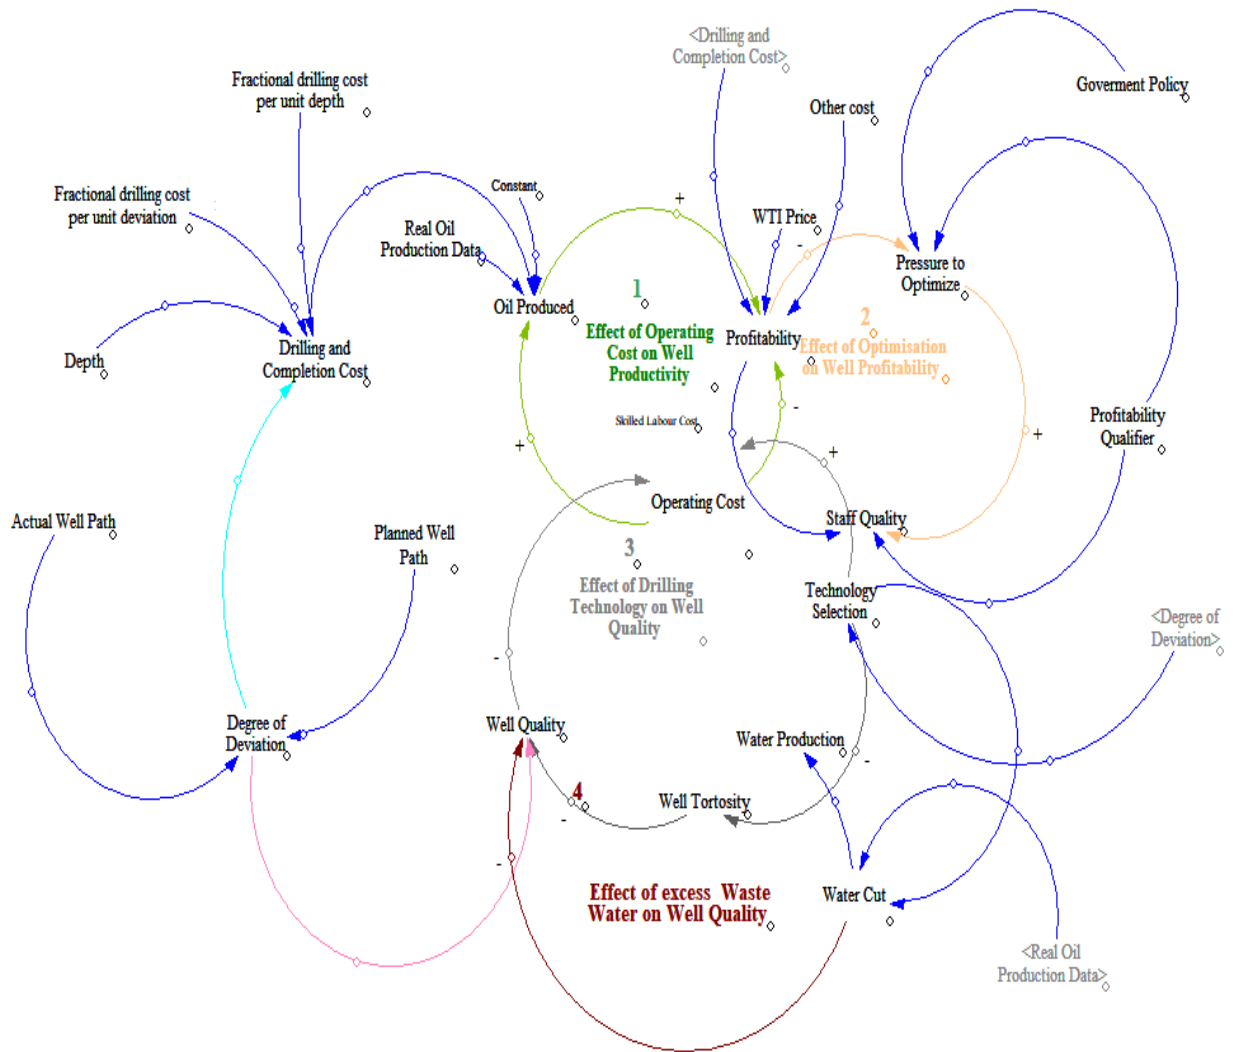 <Drilling and
Completion Cost>
Fractional drilling cost
per unit depth
Goverment Policy
Other cost
Constant
Fractional drilling cost
per unit deviation
+
WTI Price
-
Real Oil
Production Data
Pressure to
Optimize
1
Oil Produced
2
Effect of Operating
Cost on Well
Productivity
Profitability
Effect of Optimisation
on Well Profitability
Drilling and
Completion Cost
Depth
-
Profitability
Qualifier
Skilled Labour Cost
+
+
+
Operating Cost
Staff Quality
Actual Well Path
Planned Well
Path
3
Effect of Drilling
Technology on Well
Quality
Technology
Selection
<Degree of
Deviation>
-
Degree of
Deviation
Well Quality
Water Production
-
4
Well Tortosity
-
-
Effect of excess Waste
Water on Well Quality
Water Cut
<Real Oil
Production Data>